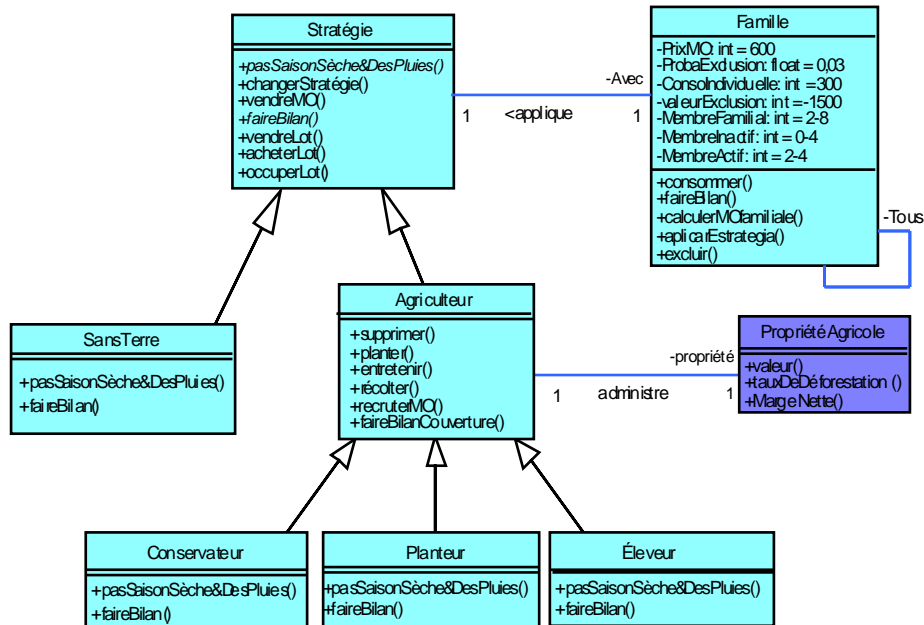 Stratégie
+pasSaisonSèche&DesPluies()
+changerStratégie()
+vendreMO()
+faireBilan()
+vendreLot()
+acheterLot()
+occuperLot()
-Avec
1
<applique
1
Famille
-PrixMO: int = 600
-ProbaExclusion: float = 0,03
-ConsoIndividuelle: int =300
-valeurExclusion: int =-1500
-MembreFamilial: int = 2-8
-MembreInactif: int = 0-4
-MembreActif: int = 2-4
+consommer()
+faireBilan()
+calculerMOfamiliale()
+aplicarEstrategia()
+excluir()
-Tous
SansTerre
+pasSaisonSèche&DesPluies()
+faireBilan()
Agriculteur
+supprimer()
+planter()
+entretenir()
+récolter()
+recruterMO()
+faireBilanCouverture()
-propriété
1
administre
1
PropriétéAgricole
+valeur()
+tauxDeDéforestation ()
+MargeNette()
Conservateur
+pasSaisonSèche&DesPluies()
+faireBilan()
Planteur
+pasSaisonSèche&DesPluies()
+faireBilan()
Éleveur
+pasSaisonSèche&DesPluies()
+faireBilan()